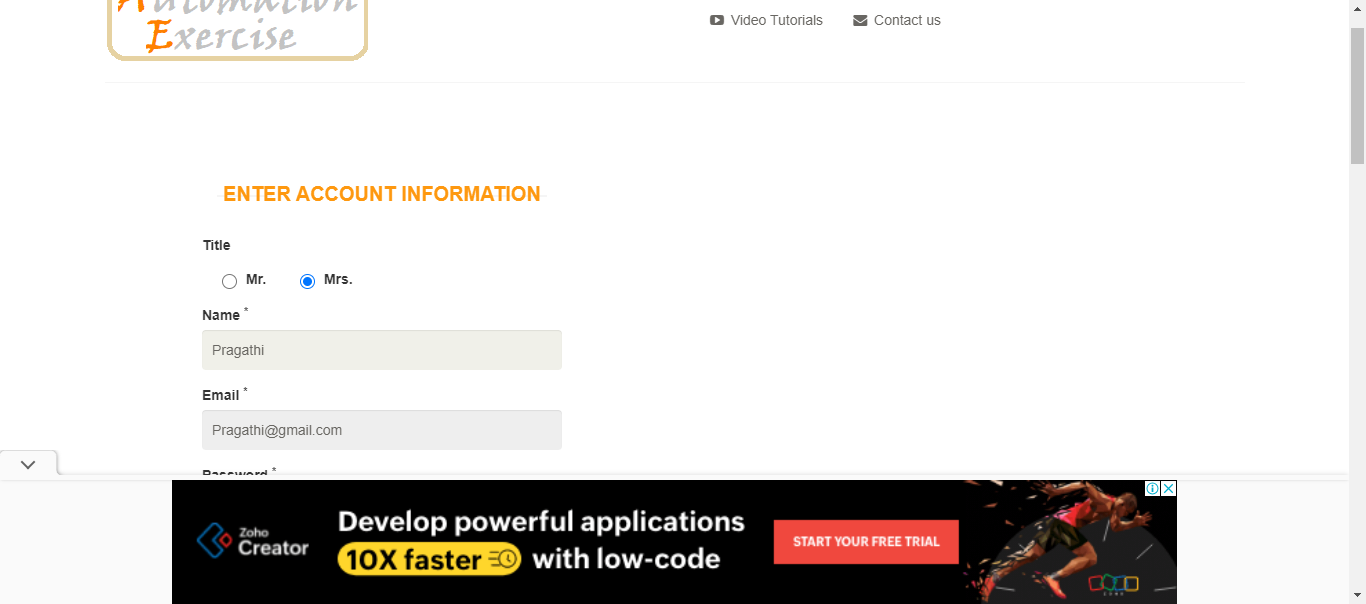 Automation
Exercise
Video Tutorials Contact us
ENTER ACCOUNT INFORMATION
Title
Mr. Mrs.
Name *
Pragathi
Email *
Pragathi@gmail.com
Password *
Zoho
Creator
Develop powerful applications
10X faster with low-code
START YOUR FREE TRIAL
ZOHO